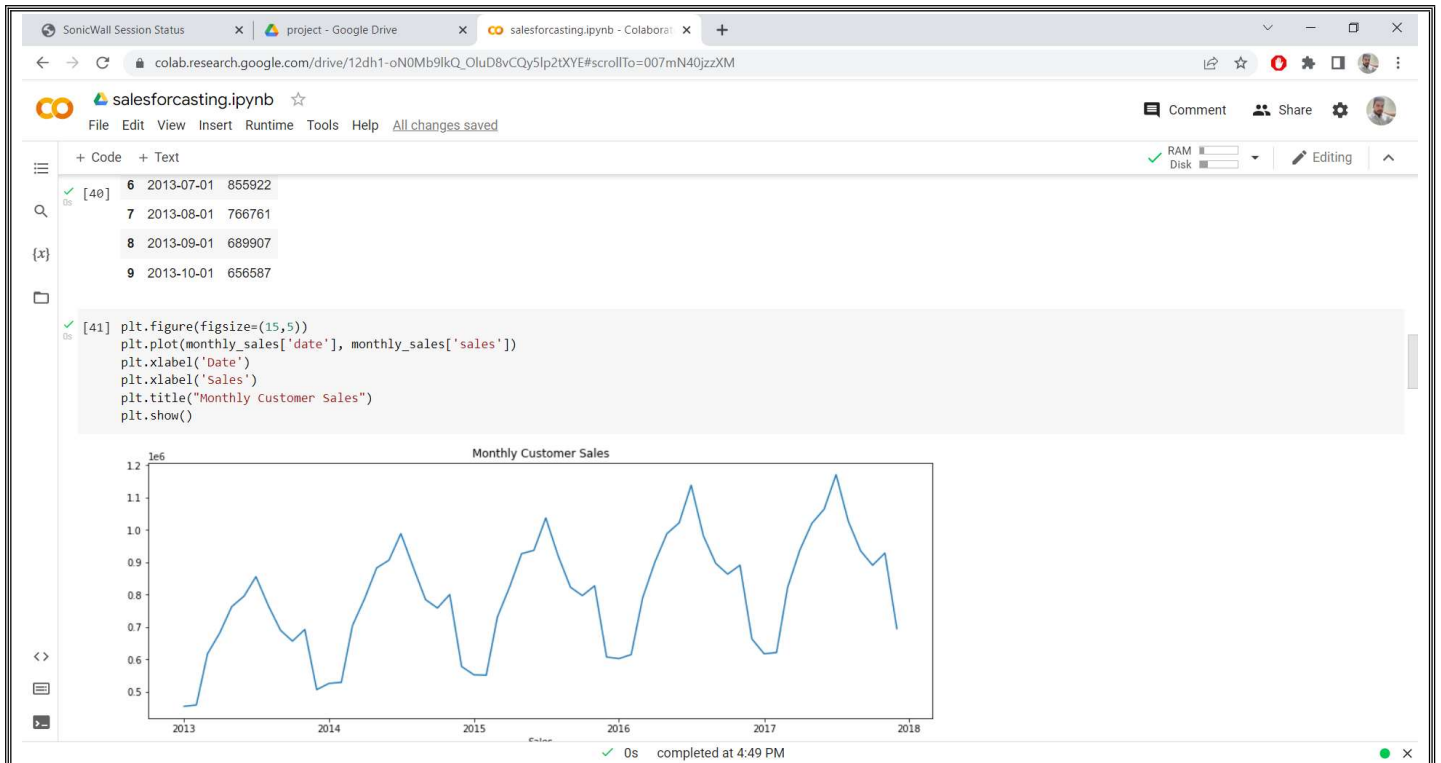 SonicWall Session Status
project - Google Drive
salesforcasting.ipynb - Colaborat
colab.research.google.com/drive/12dh1-oN0Mb9lkQ_OluD8vCQy5lp2tXYE#scrollTo=007mN40jzzXM
salesforcasting.ipynb
File Edit View Insert Runtime Tools Help All changes saved
Comment Share
+ Code + Text
RAM
Disk
Editing
[40]
0s
6 2013-07-01 855922
7 2013-08-01 766761
8 2013-09-01 689907
9 2013-10-01 656587
{x}
[41] plt.figure(figsize=(15,5))
0s
plt.plot(monthly_sales['date'], monthly_sales['sales'])
plt.xlabel('Date')
plt.xlabel('Sales')
plt.title("Monthly Customer Sales")
plt.show()
Monthly Customer Sales
1e6
1.2
1.1
1.0
0.9
0.8
0.7
0.6
0.5
2013 2014 2015 2016 2017 2018
Sales
0s completed at 4:49 PM